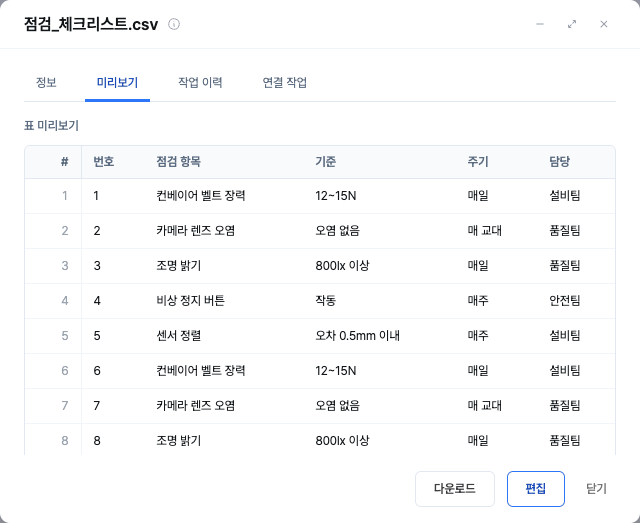 점검_체크리스트.csv
정보 미리보기 작업 이력 연결 작업
표 미리보기
# 번호 점검 항목 기준 주기 담당
1 1 컨베이어 벨트 장력 12~15N 매일 설비팀
2 2 카메라 렌즈 오염 오염 없음 매 교대 품질팀
3 3 조명 밝기 800lx 이상 매일 품질팀
4 4 비상 정지 버튼 작동 매주 안전팀
5 5 센서 정렬 오차 0.5mm 이내 매주 설비팀
6 6 컨베이어 벨트 장력 12~15N 매일 설비팀
7 7 카메라 렌즈 오염 오염 없음 매 교대 품질팀
8 8 조명 밝기 800lx 이상 매일 품질팀
다운로드 편집 닫기